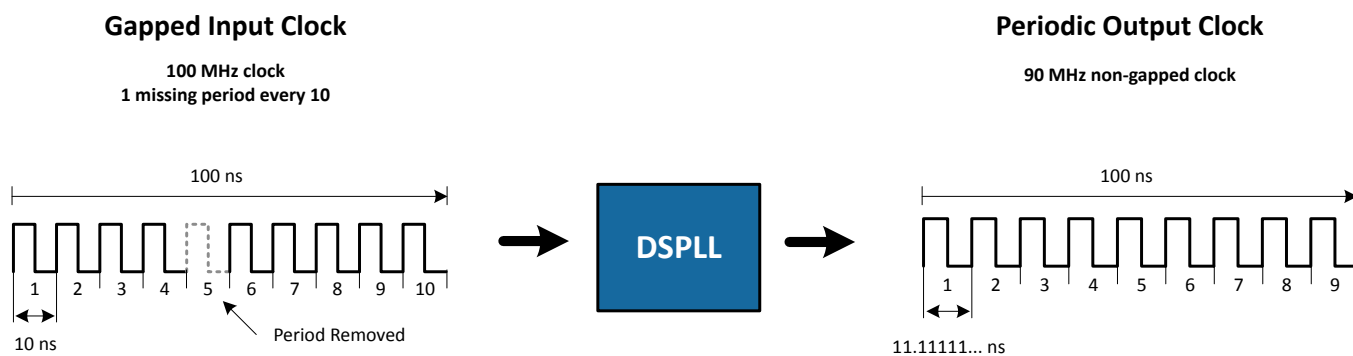 Gapped Input Clock
100 MHz clock
1 missing period every 10
100 ns
1 2 3 4 5 6 7 8 9 10
10 ns
Period Removed
DSPLL
Periodic Output Clock
90 MHz non-gapped clock
100 ns
1 2 3 4 5 6 7 8 9
11.11111... ns